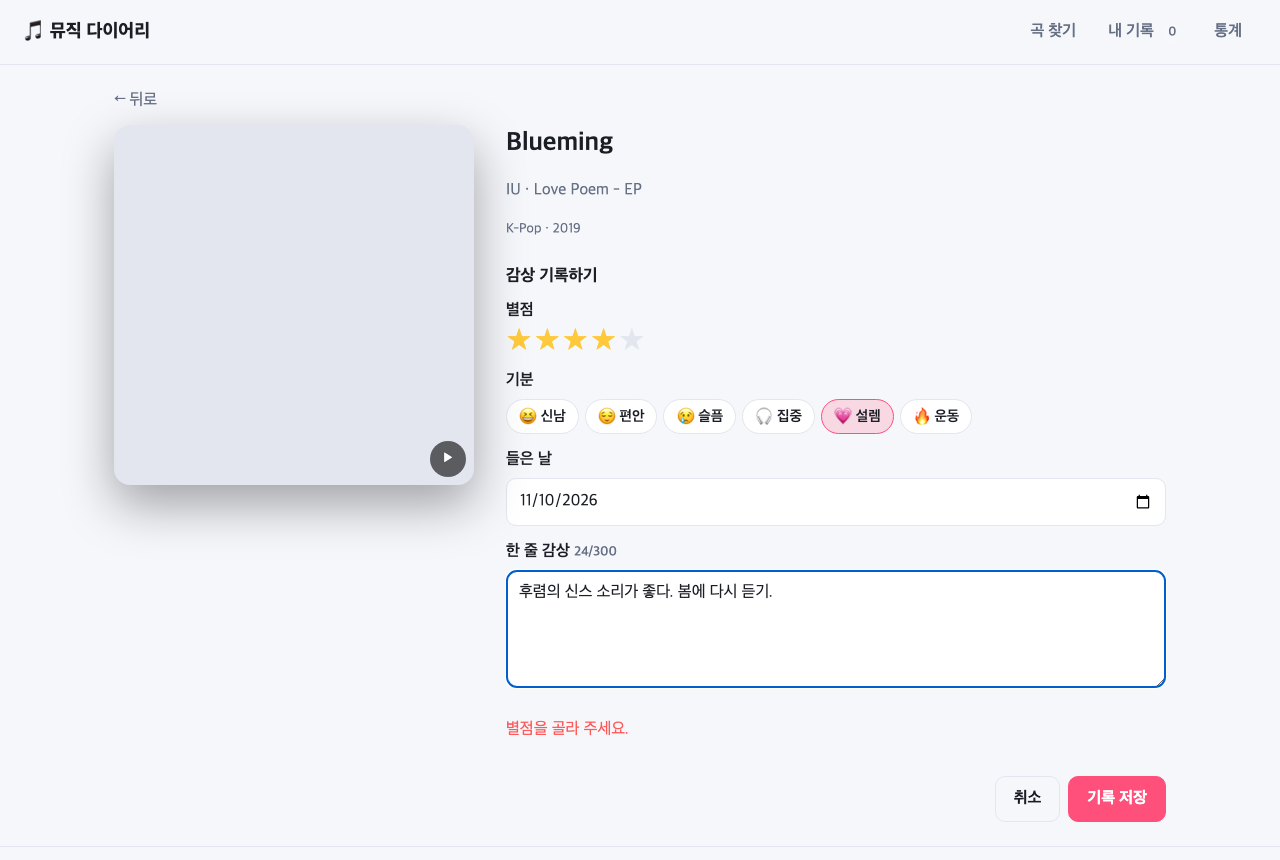 🎵 뮤직 다이어리
곡 찾기 내 기록 0 통계
← 뒤로
Blueming
IU · Love Poem - EP
K-Pop · 2019
감상 기록하기
별점
★★★★★
기분
😆 신남 😌 편안 😢 슬픔 🎧 집중 💗 설렘 🔥 운동
들은 날
11/10/2026
한 줄 감상 24/300
후렴의 신스 소리가 좋다. 봄에 다시 듣기.
별점을 골라 주세요.
취소 기록 저장